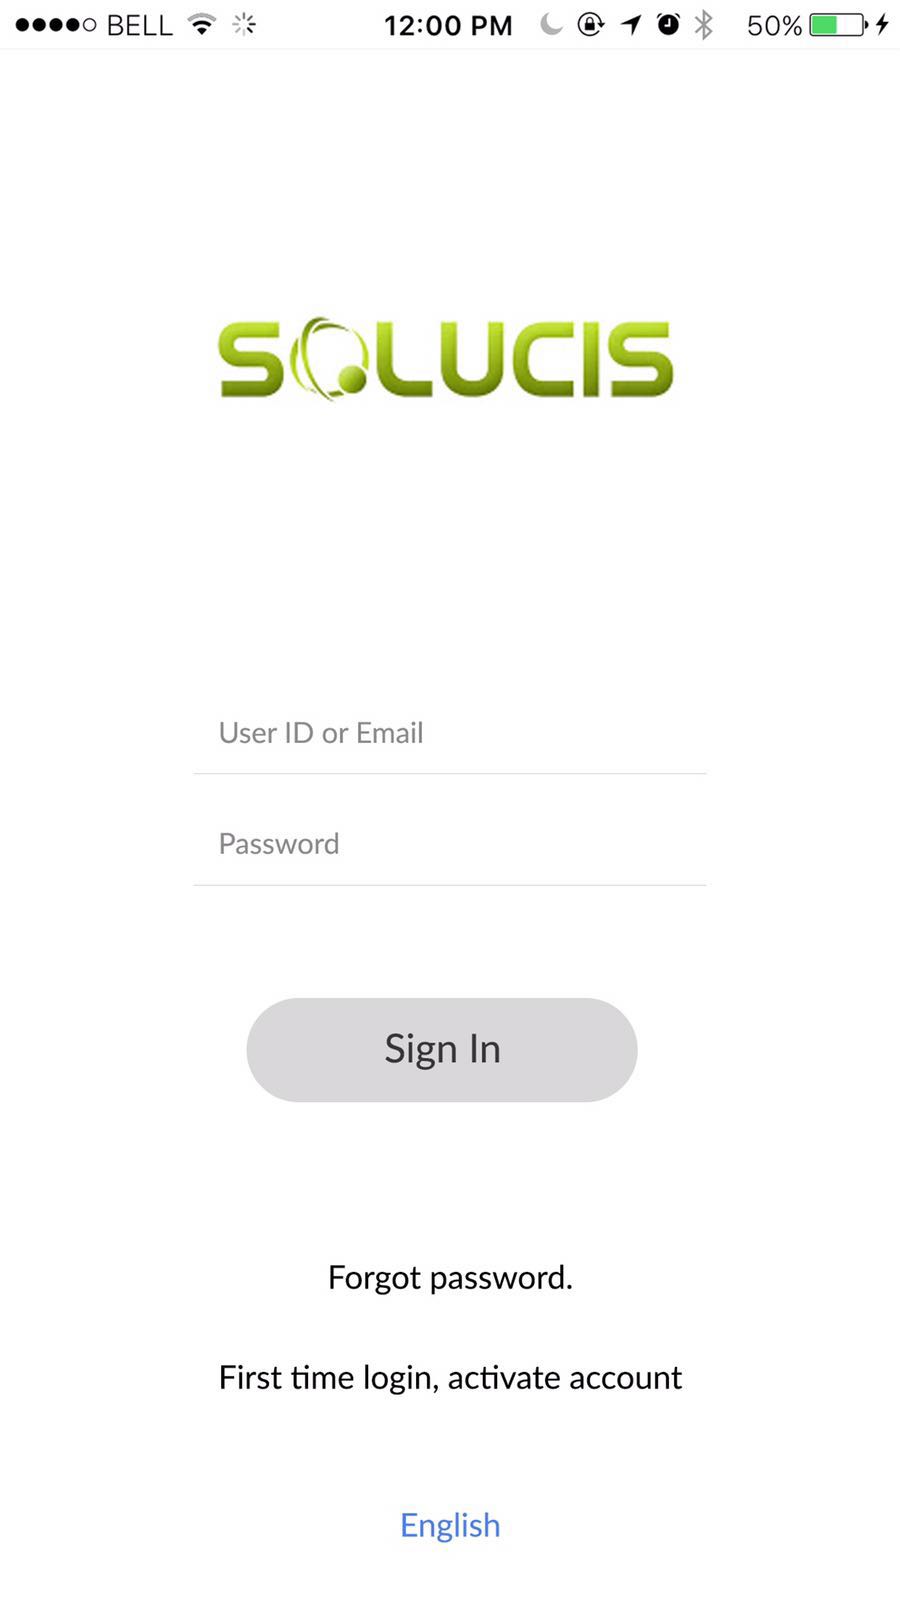 BELL 12:00 PM 50%
SOLUCIS
User ID or Email
Password
Sign In
Forgot password.
First time login, activate account
English